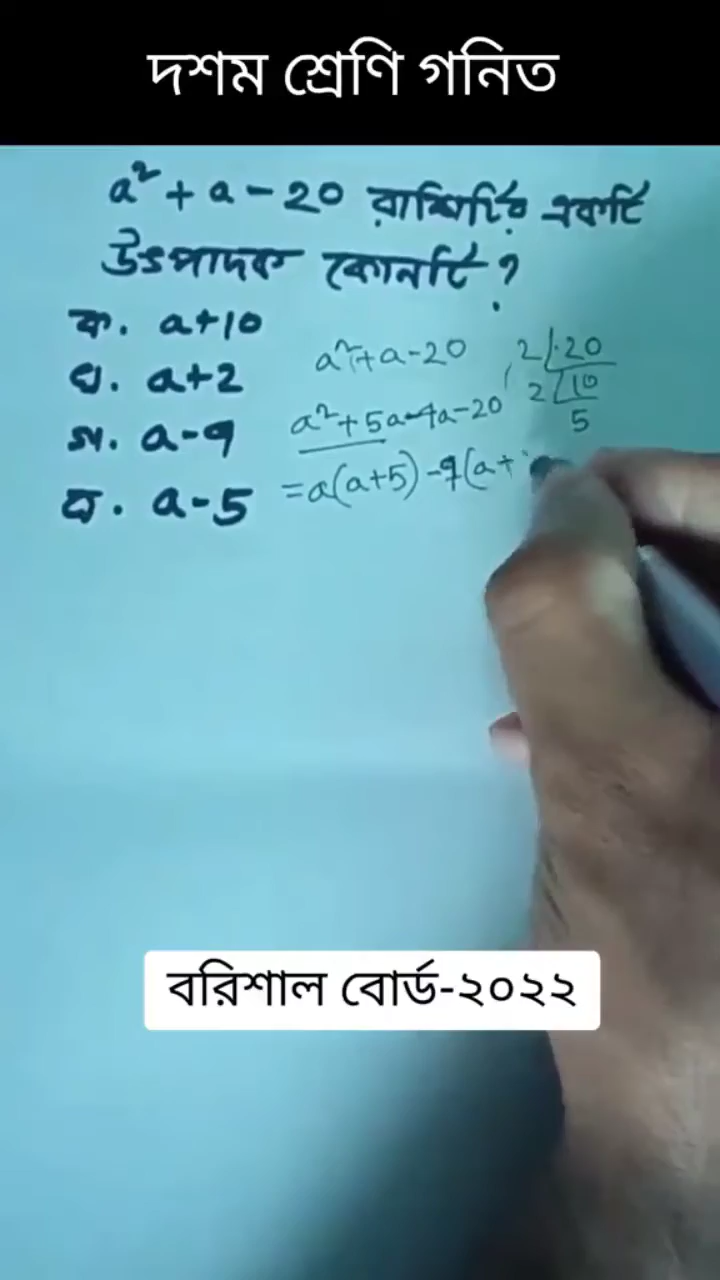 দশম শ্রেণি গনিত
a² + a - 20 রাশিটির একটি
উৎপাদক কোনটি ?
ক. a+10
খ. a+2
গ. a-4
ঘ. a-5
a²+a-20
a²+5a-4a-20
=a(a+5)-4(a+
2 20
2 10
5
বরিশাল বোর্ড-২০২২